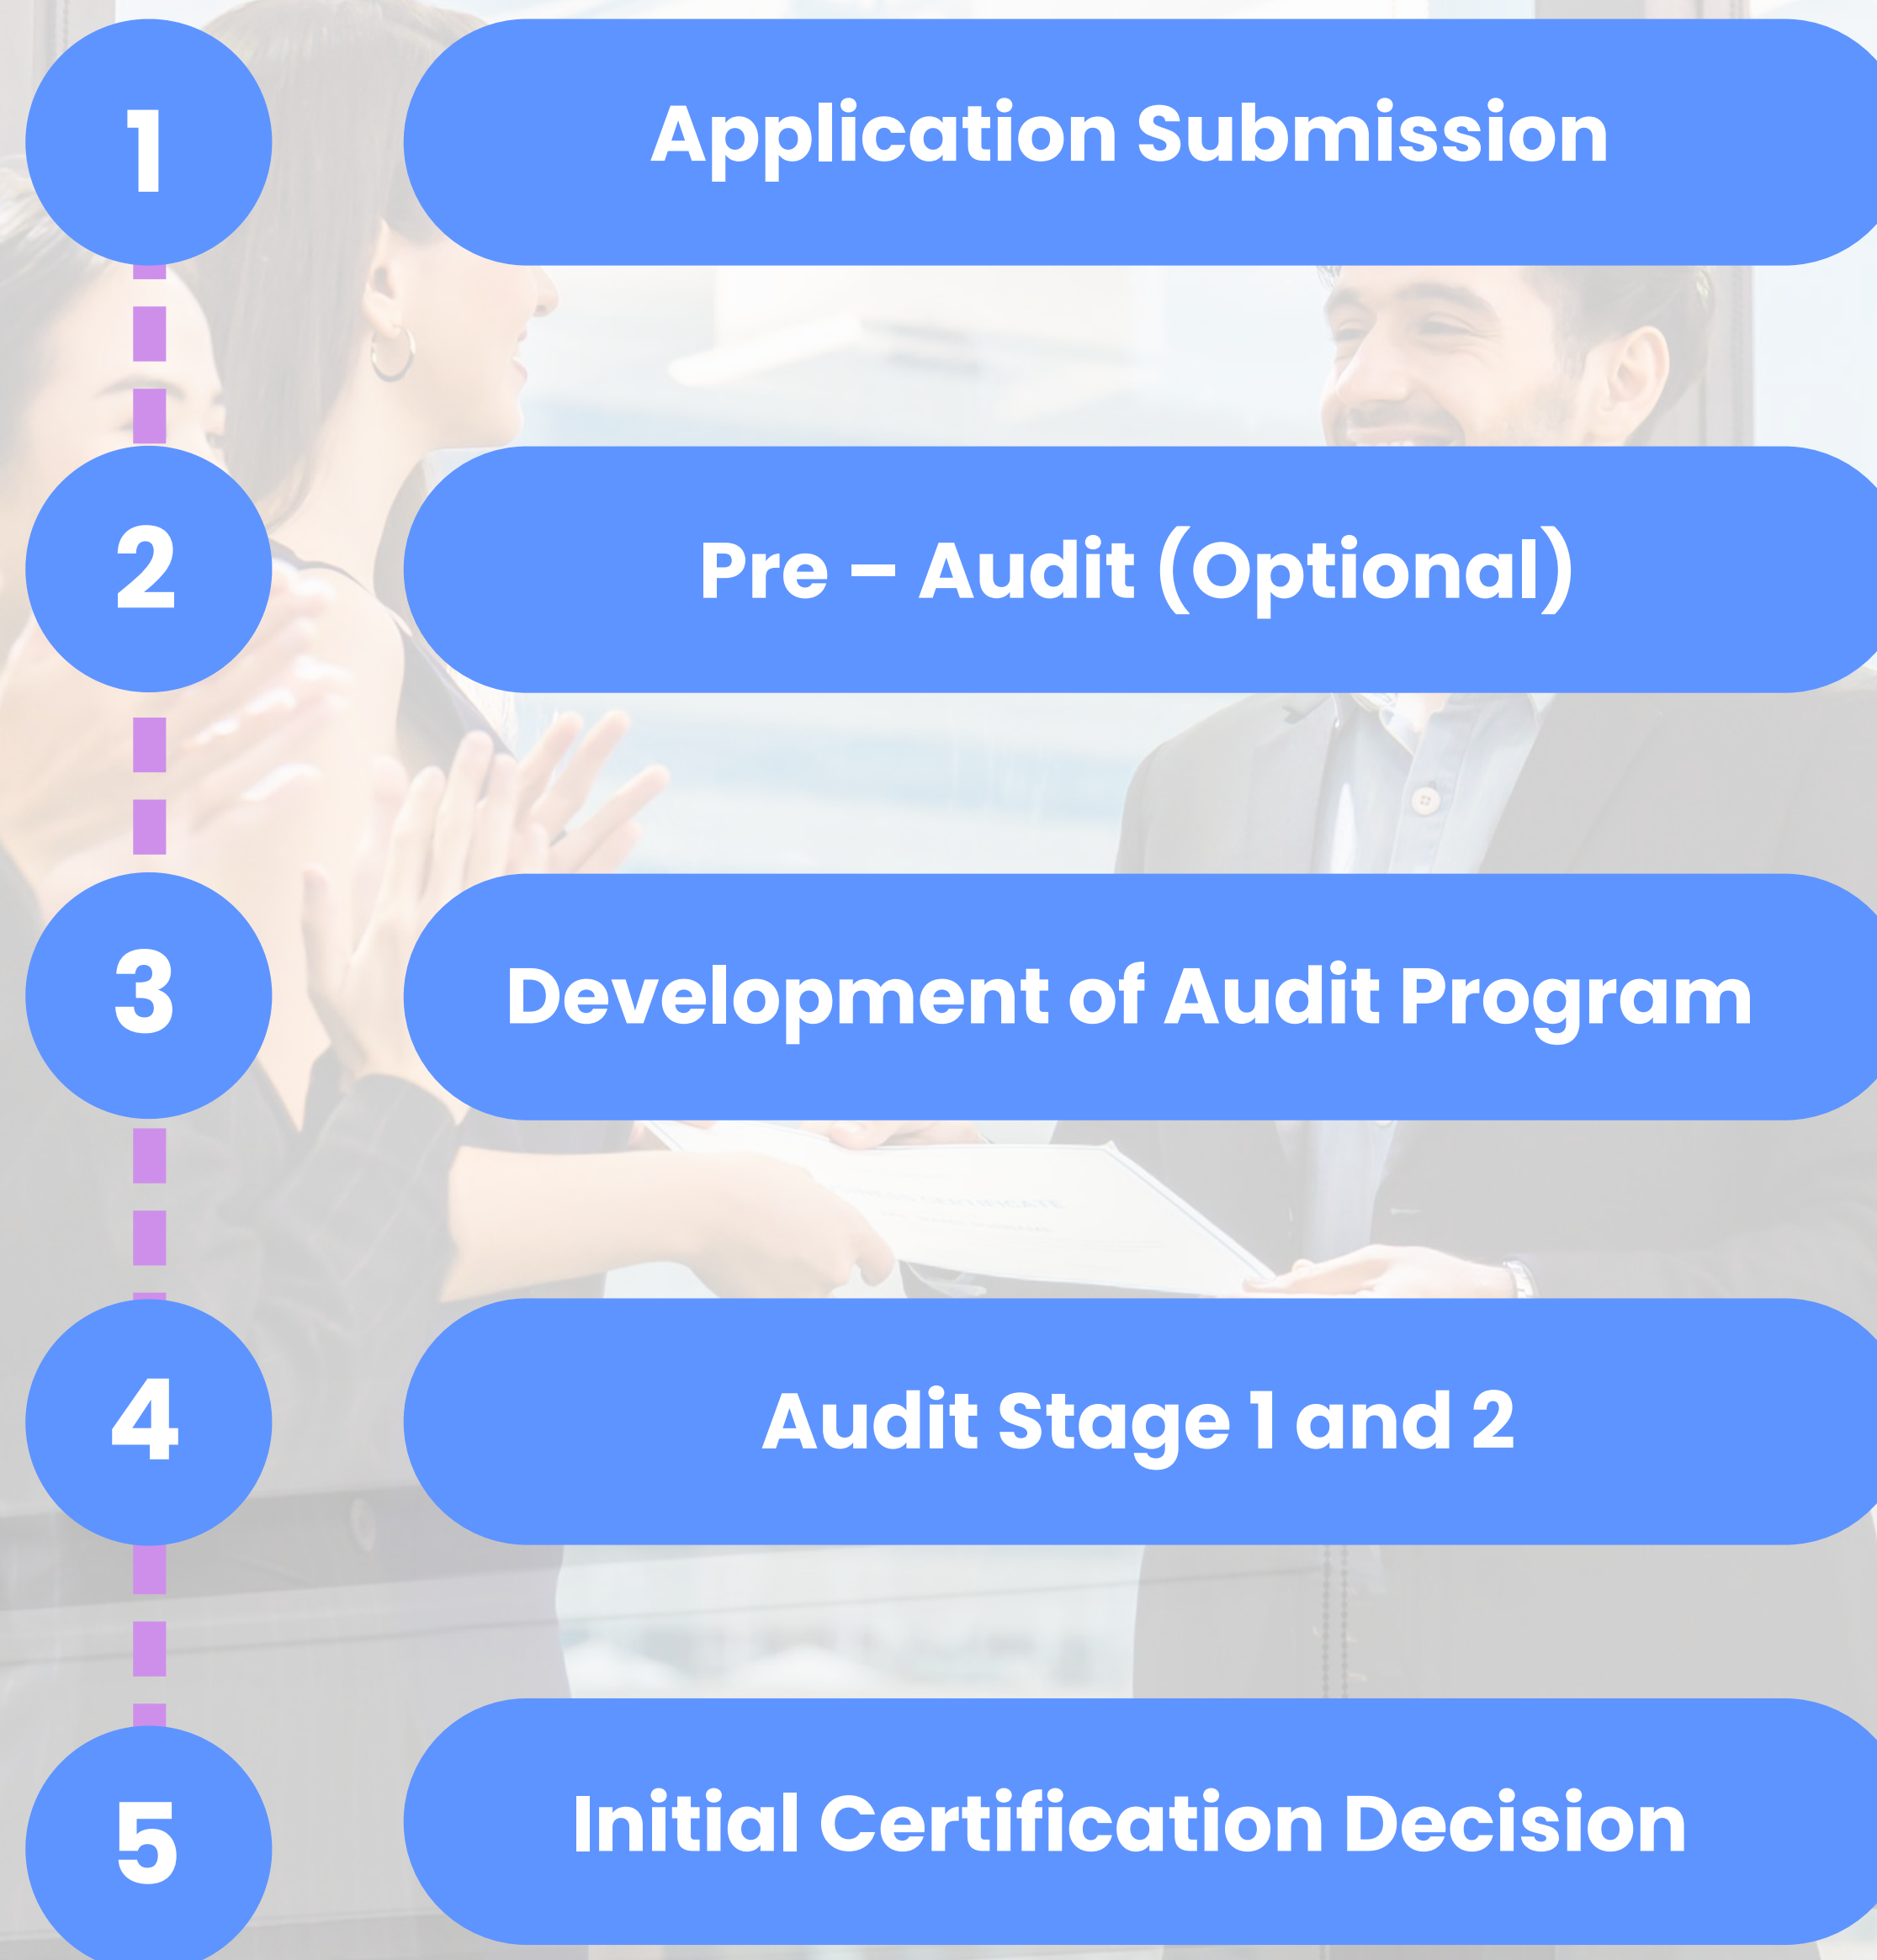 1
Application Submission
2
Pre – Audit (Optional)
3
Development of Audit Program
4
Audit Stage 1 and 2
5
Initial Certification Decision